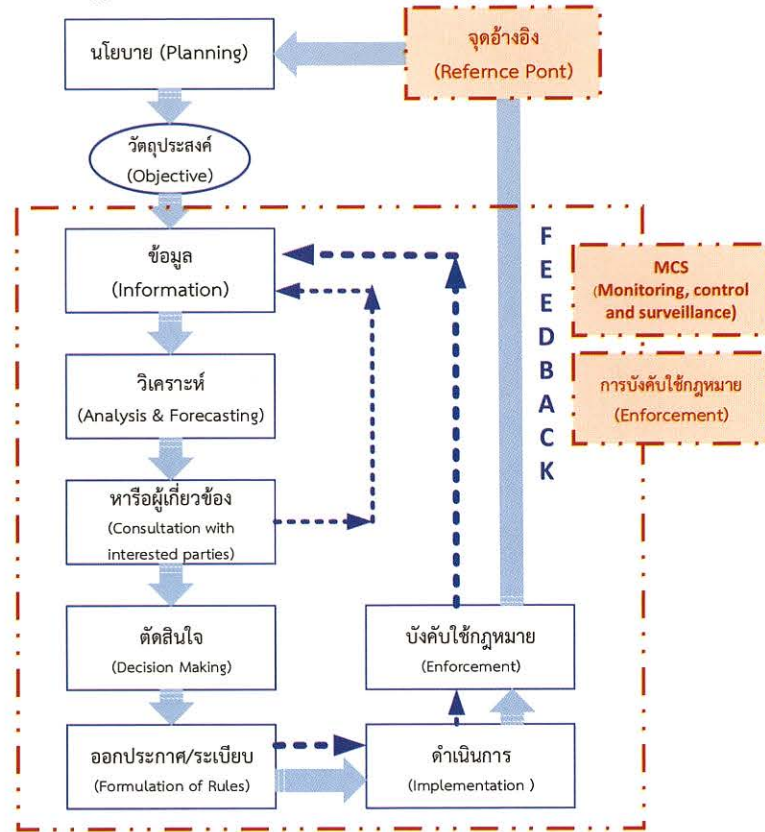 นโยบาย (Planning)
จุดอ้างอิง
(Refernce Pont)
วัตถุประสงค์
(Objective)
ข้อมูล
(Information)
วิเคราะห์
(Analysis & Forecasting)
หารือผู้เกี่ยวข้อง
(Consultation with
interested parties)
ตัดสินใจ
(Decision Making)
ออกประกาศ/ระเบียบ
(Formulation of Rules)
ดำเนินการ
(Implementation )
บังคับใช้กฎหมาย
(Enforcement)
F
E
E
D
B
A
C
K
MCS
(Monitoring, control
and surveillance)
การบังคับใช้กฎหมาย
(Enforcement)